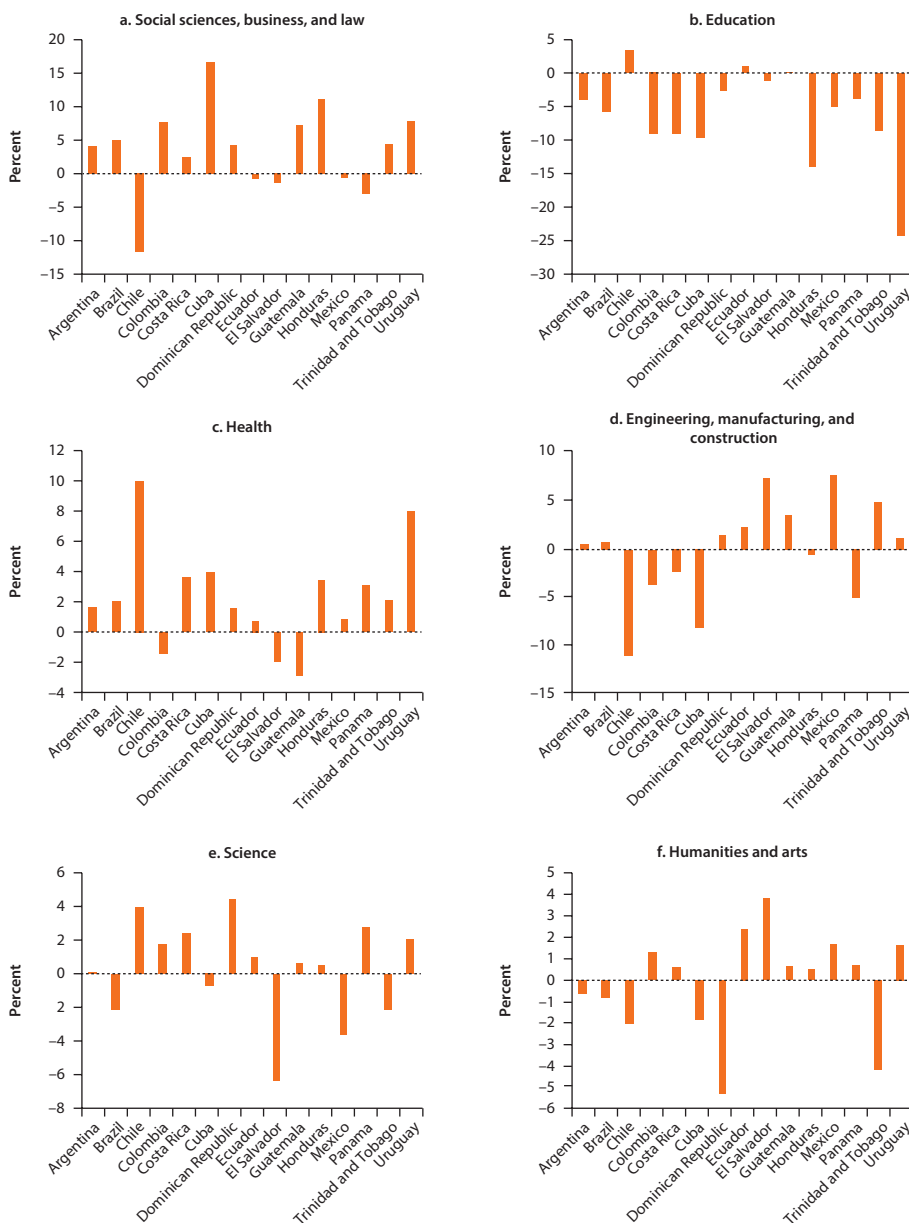 a. Social sciences, business, and law
20
15
10
5
0
–5
–10
–15
Percent
Argentina
Brazil
Chile
Colombia
Costa Rica
Cuba
Dominican Republic
Ecuador
El Salvador
Guatemala
Honduras
Mexico
Panama
Trinidad and Tobago
Uruguay
b. Education
5
0
–5
–10
–15
–20
–25
–30
Percent
Argentina
Brazil
Chile
Colombia
Costa Rica
Cuba
Dominican Republic
Ecuador
El Salvador
Guatemala
Honduras
Mexico
Panama
Trinidad and Tobago
Uruguay
c. Health
12
10
8
6
4
2
0
–2
–4
Percent
Argentina
Brazil
Chile
Colombia
Costa Rica
Cuba
Dominican Republic
Ecuador
El Salvador
Guatemala
Honduras
Mexico
Panama
Trinidad and Tobago
Uruguay
d. Engineering, manufacturing, and
construction
10
5
0
–5
–10
–15
Percent
Argentina
Brazil
Chile
Colombia
Costa Rica
Cuba
Dominican Republic
Ecuador
El Salvador
Guatemala
Honduras
Mexico
Panama
Trinidad and Tobago
Uruguay
e. Science
6
4
2
0
2
–4
–6
–8
Percent
Argentina
Brazil
Chile
Colombia
Costa Rica
Cuba
Dominican Republic
Ecuador
El Salvador
Guatemala
Honduras
Mexico
Panama
Trinidad and Tobago
Uruguay
f. Humanities and arts
5
4
3
2
1
0
–1
–2
–3
–4
–5
–6
Percent
Argentina
Brazil
Chile
Colombia
Costa Rica
Cuba
Dominican Republic
Ecuador
El Salvador
Guatemala
Honduras
Mexico
Panama
Trinidad and Tobago
Uruguay